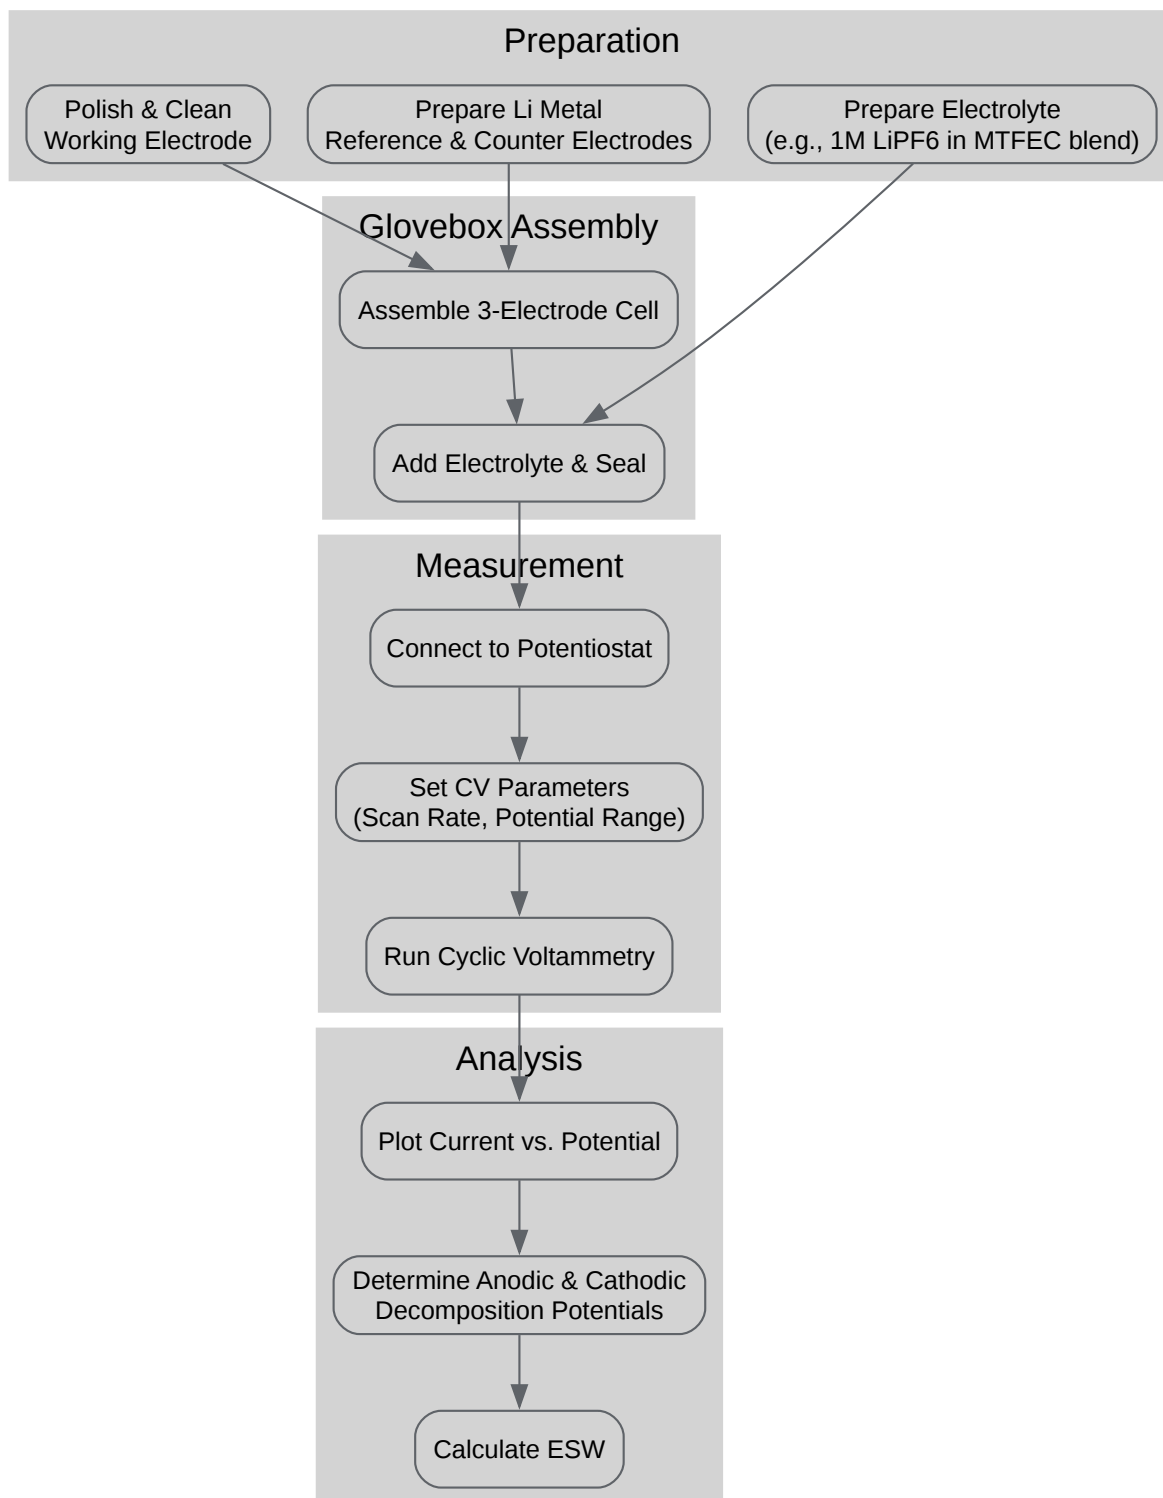 Preparation
Polish & Clean
Working Electrode
Prepare Li Metal
Reference & Counter Electrodes
Prepare Electrolyte
(e.g., 1M LiPF6 in MTFEC blend)
Glovebox Assembly
Assemble 3-Electrode Cell
Add Electrolyte & Seal
Measurement
Connect to Potentiostat
Set CV Parameters
(Scan Rate, Potential Range)
Run Cyclic Voltammetry
Analysis
Plot Current vs. Potential
Determine Anodic & Cathodic
Decomposition Potentials
Calculate ESW